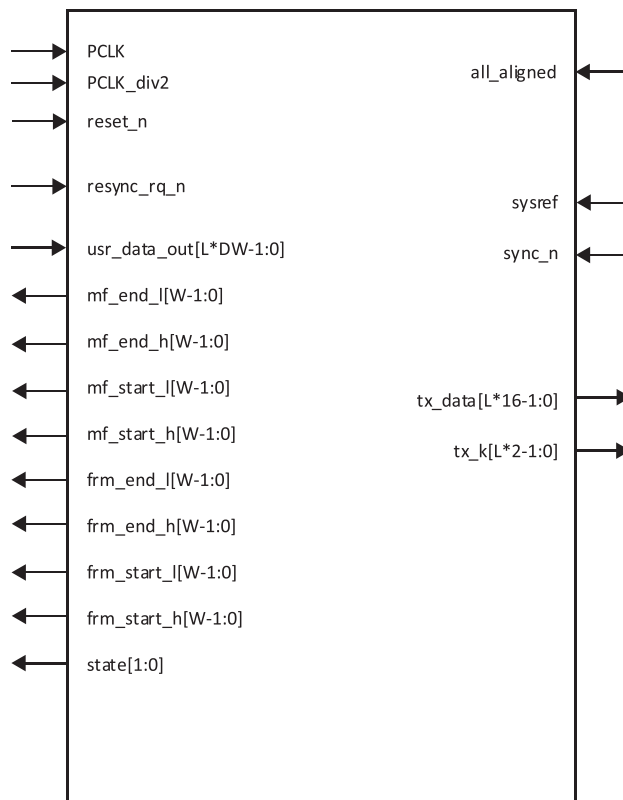 PCLK
PCLK_div2
reset_n
resync_rq_n
usr_data_out[L*DW-1:0]
mf_end_l[W-1:0]
mf_end_h[W-1:0]
mf_start_l[W-1:0]
mf_start_h[W-1:0]
frm_end_l[W-1:0]
frm_end_h[W-1:0]
frm_start_l[W-1:0]
frm_start_h[W-1:0]
state[1:0]
all_aligned
sysref
sync_n
tx_data[L*16-1:0]
tx_k[L*2-1:0]